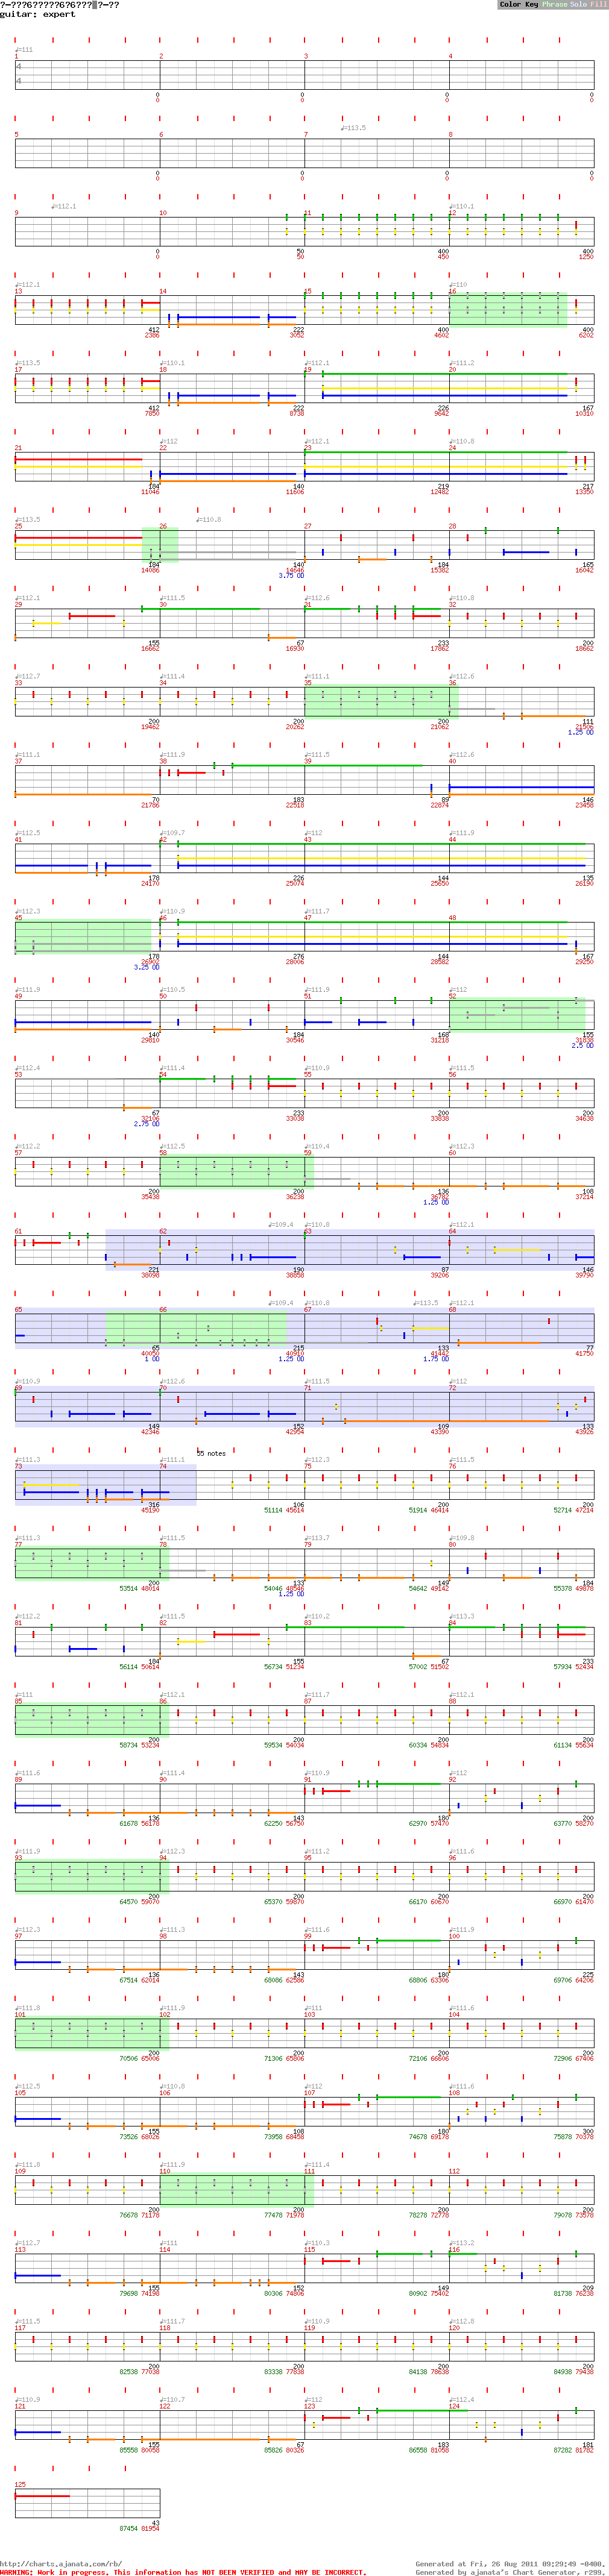 ?—???6?????6?6???▒?—??
guitar: expert
Color Key Phrase Solo Fill
♩=111
1 2 3 4
4
4
0 0 0 0
0 0 0 0
♩=113.5
5 6 7 8
0 0 0 0
0 0 0 0
♩=112.1 ♩=110.1
9 10 11 12
0 50 400 400
0 50 450 1250
♩=112.1 ♩=110
13 14 15 16
412 222 400 400
2386 3052 4602 6202
♩=113.5 ♩=110.1 ♩=112.1 ♩=111.2
17 18 19 20
412 222 226 167
7850 8738 9642 10310
♩=112 ♩=112.1 ♩=110.8
21 22 23 24
184 140 219 217
11046 11606 12482 13350
♩=113.5 ♩=110.8
25 26 27 28
184 140 184 165
14086 14646 15382 16042
3.75 OD
♩=112.1 ♩=111.5 ♩=112.6 ♩=110.8
29 30 31 32
155 67 233 200
16662 16930 17862 18662
♩=112.7 ♩=111.4 ♩=111.1 ♩=112.6
33 34 35 36
200 200 200 111
19462 20262 21062 21506
1.25 OD
♩=111.1 ♩=111.9 ♩=111.5 ♩=112.6
37 38 39 40
70 183 89 146
21786 22518 22874 23458
♩=112.5 ♩=109.7 ♩=112 ♩=111.9
41 42 43 44
178 226 144 135
24170 25074 25650 26190
♩=112.3 ♩=110.9 ♩=111.7
45 46 47 48
178 276 144 167
26902 28006 28582 29250
3.25 OD
♩=111.9 ♩=110.5 ♩=111.9 ♩=112
49 50 51 52
140 184 168 155
29810 30546 31218 31838
2.5 OD
♩=112.4 ♩=111.4 ♩=110.9 ♩=111.5
53 54 55 56
67 233 200 200
32106 33038 33838 34638
2.75 OD
♩=112.2 ♩=112.5 ♩=110.4 ♩=112.3
57 58 59 60
200 200 136 108
35438 36238 36782 37214
1.25 OD
♩=109.4 ♩=110.8 ♩=112.1
61 62 63 64
221 190 87 146
38098 38858 39206 39790
♩=109.4 ♩=110.8 ♩=113.5 ♩=112.1
65 66 67 68
65 215 133 77
40050 40910 41442 41750
1 OD 1.25 OD 1.75 OD
♩=110.9 ♩=112.6 ♩=111.5 ♩=112
69 70 71 72
149 152 109 133
42346 42954 43390 43926
55 notes
♩=111.3 ♩=111.1 ♩=112.3 ♩=111.5
73 74 75 76
316 106 200 200
45190 51114 45614 51914 46414 52714 47214
♩=111.3 ♩=111.5 ♩=113.7 ♩=109.8
77 78 79 80
200 133 149 184
53514 48014 54046 48546 54642 49142 55378 49878
1.25 OD
♩=112.2 ♩=111.5 ♩=110.2 ♩=113.3
81 82 83 84
184 155 67 233
56114 50614 56734 51234 57002 51502 57934 52434
♩=111 ♩=112.1 ♩=111.7 ♩=112.1
85 86 87 88
200 200 200 200
58734 53234 59534 54034 60334 54834 61134 55634
♩=111.6 ♩=111.4 ♩=110.9 ♩=112
89 90 91 92
136 143 180 200
61678 56178 62250 56750 62970 57470 63770 58270
♩=111.9 ♩=112.3 ♩=111.2 ♩=111.6
93 94 95 96
200 200 200 200
64570 59070 65370 59870 66170 60670 66970 61470
♩=112.3 ♩=111.3 ♩=111.6 ♩=111.9
97 98 99 100
136 143 180 225
67514 62014 68086 62586 68806 63306 69706 64206
♩=111.8 ♩=111.9 ♩=111 ♩=111.6
101 102 103 104
200 200 200 200
70506 65006 71306 65806 72106 66606 72906 67406
♩=112.5 ♩=110.8 ♩=112 ♩=111.6
105 106 107 108
155 108 180 300
73526 68026 73958 68458 74678 69178 75878 70378
♩=111.8 ♩=111.9 ♩=111.4
109 110 111 112
200 200 200 200
76678 71178 77478 71978 78278 72778 79078 73578
♩=112.7 ♩=111 ♩=110.3 ♩=113.2
113 114 115 116
155 152 149 209
79698 74198 80306 74806 80902 75402 81738 76238
♩=111.5 ♩=111.7 ♩=110.9 ♩=112.8
117 118 119 120
200 200 200 200
82538 77038 83338 77838 84138 78638 84938 79438
♩=110.9 ♩=110.7 ♩=112 ♩=112.4
121 122 123 124
155 67 183 181
85558 80058 85826 80326 86558 81058 87282 81782
125
43
87454 81954
http://charts.ajanata.com/rb/
Generated at Fri, 26 Aug 2011 09:29:49 -0400.
WARNING: Work in progress. This information has NOT BEEN VERIFIED and MAY BE INCORRECT.
Generated by ajanata's Chart Generator, r299.